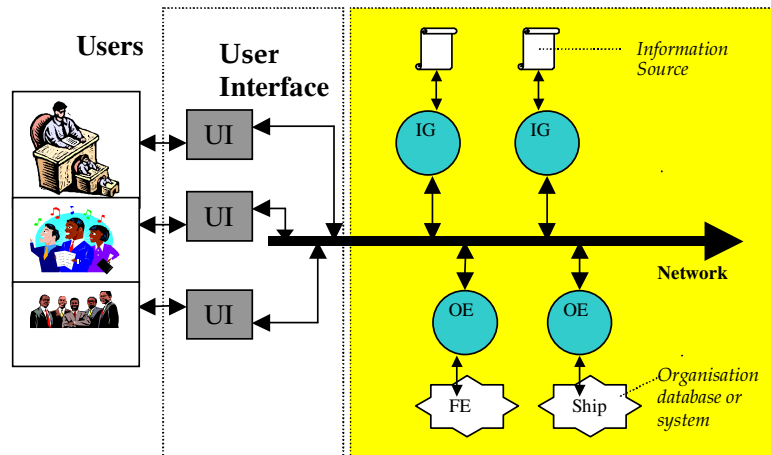 Users
User
Interface
Information
Source
UI
IG
IG
UI
Network
UI
OE
OE
FE
Ship
Organisation
database or
system